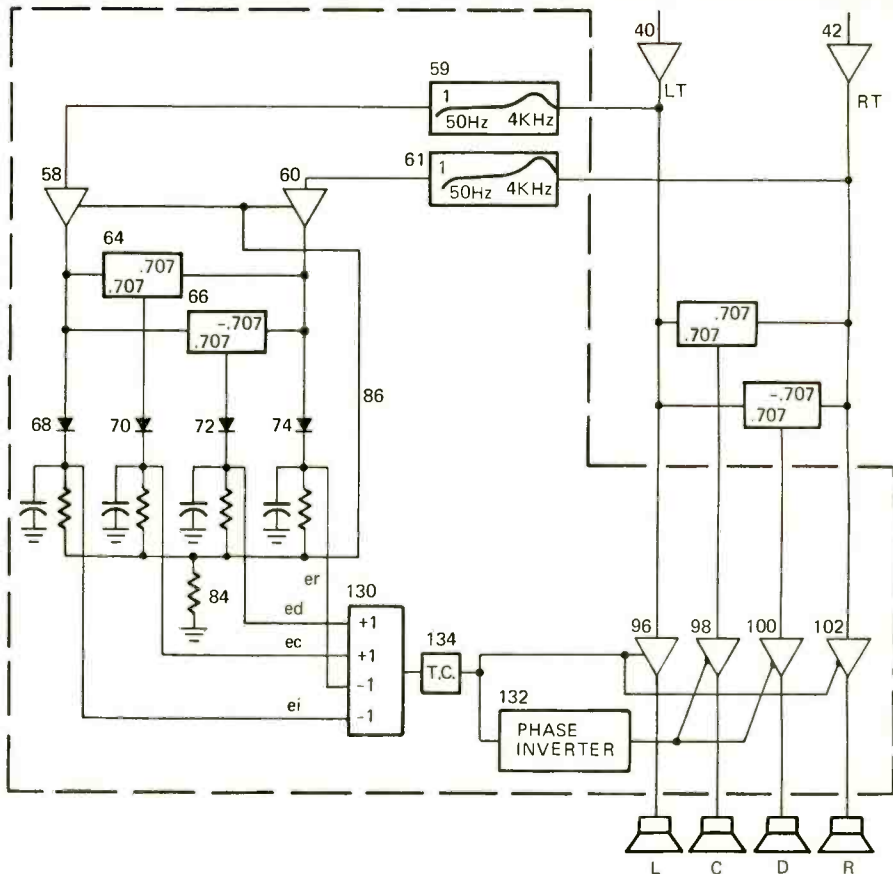 40
42
59
LT
RT
1
50Hz 4KHz
61
1
50Hz 4KHz
58
60
64
.707
.707
66
-.707
.707
.707
.707
-.707
.707
86
68
70
72
74
er
84
130
ed
+1
134
96
98
100
102
ec
+1
T.C.
-1
132
ei
-1
PHASE
INVERTER
L C D R